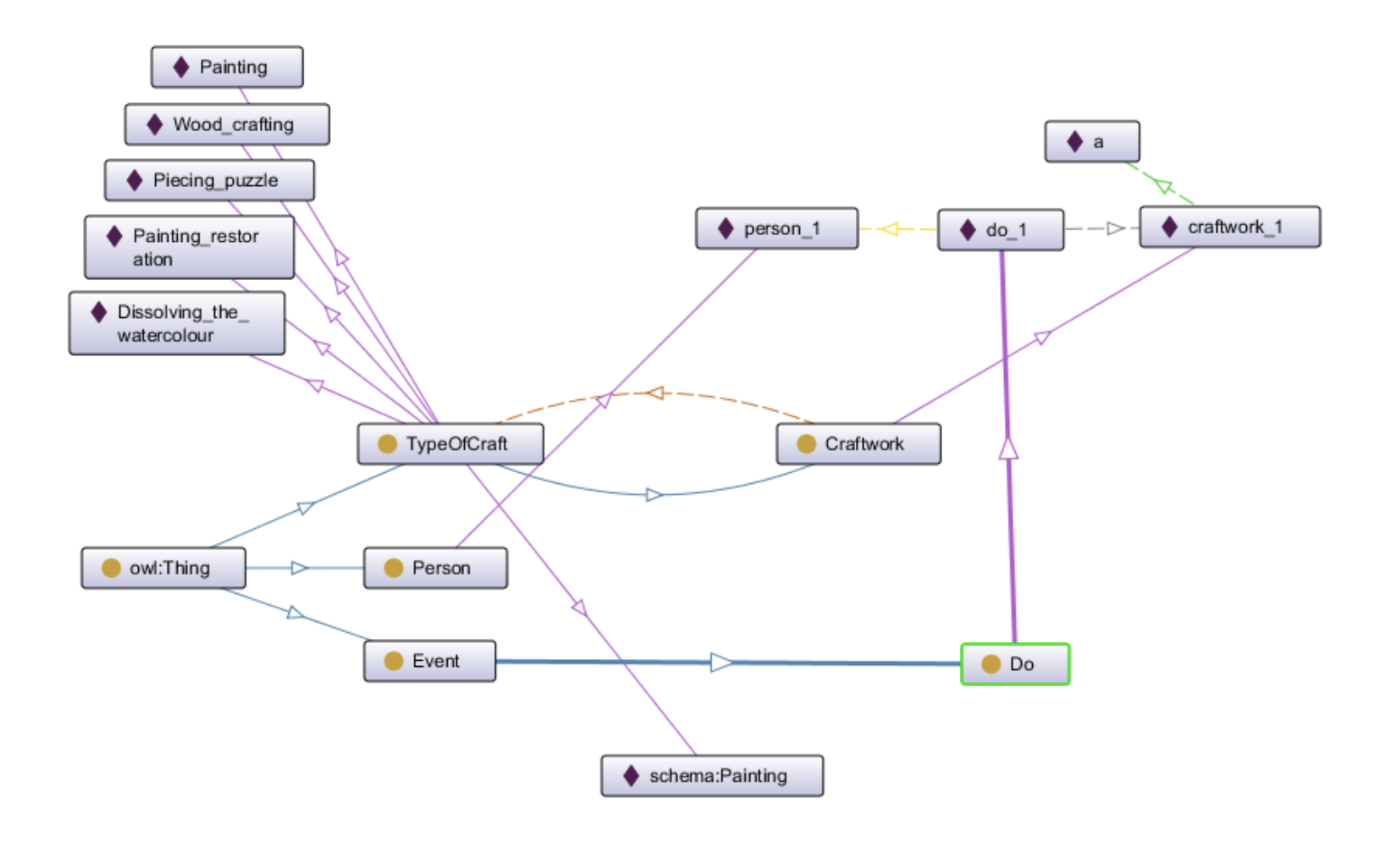 Painting
Wood_crafting
a
Piecing_puzzle
Painting_restor
ation
person_1
do_1
craftwork_1
Dissolving_the_
watercolour
TypeOfCraft
Craftwork
owl:Thing
Person
Event
Do
schema:Painting